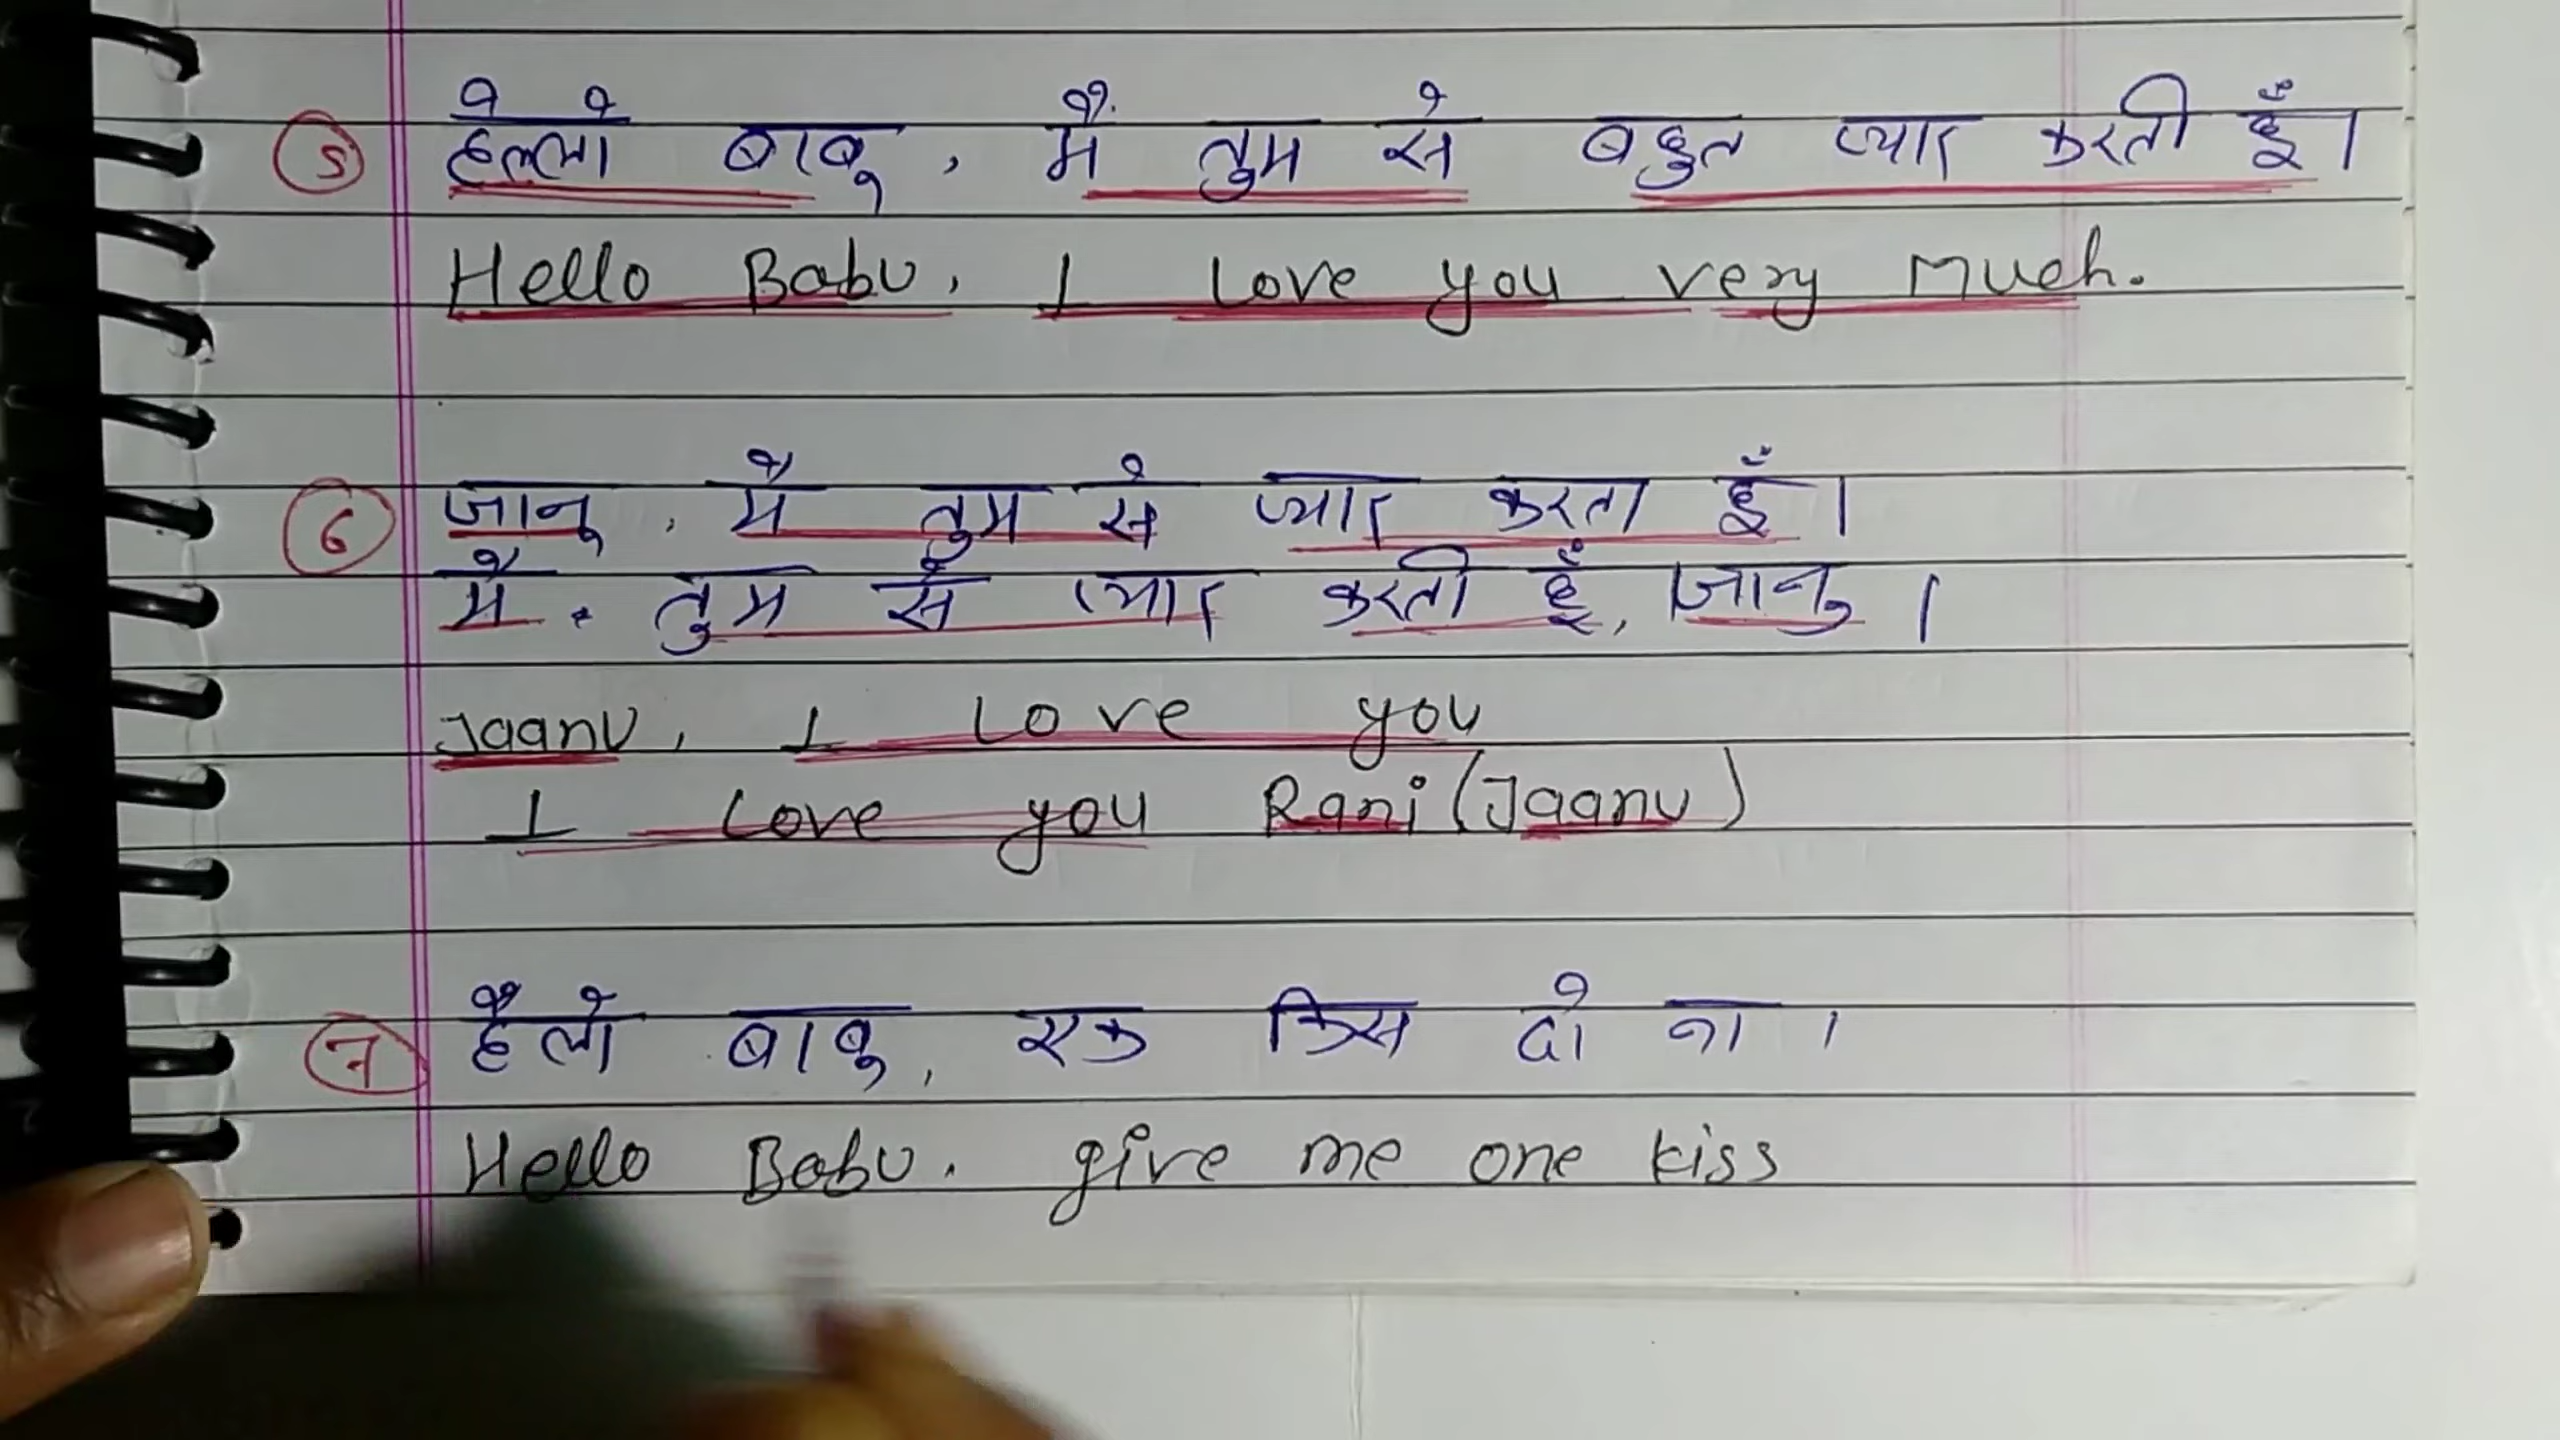 5 हेल्लो बाबू, मैं तुम से बहुत प्यार करती हूँ।
Hello Babu, I Love you very Much.
6 जानू, मैं तुम से प्यार करता हूँ।
मैं, तुम से प्यार करती हूँ, जानु।
Jaanu, I Love you
I Love you Rani (Jaanu)
7 हैलो बाबु, एक किस दो ना।
Hello Babu, give me one kiss